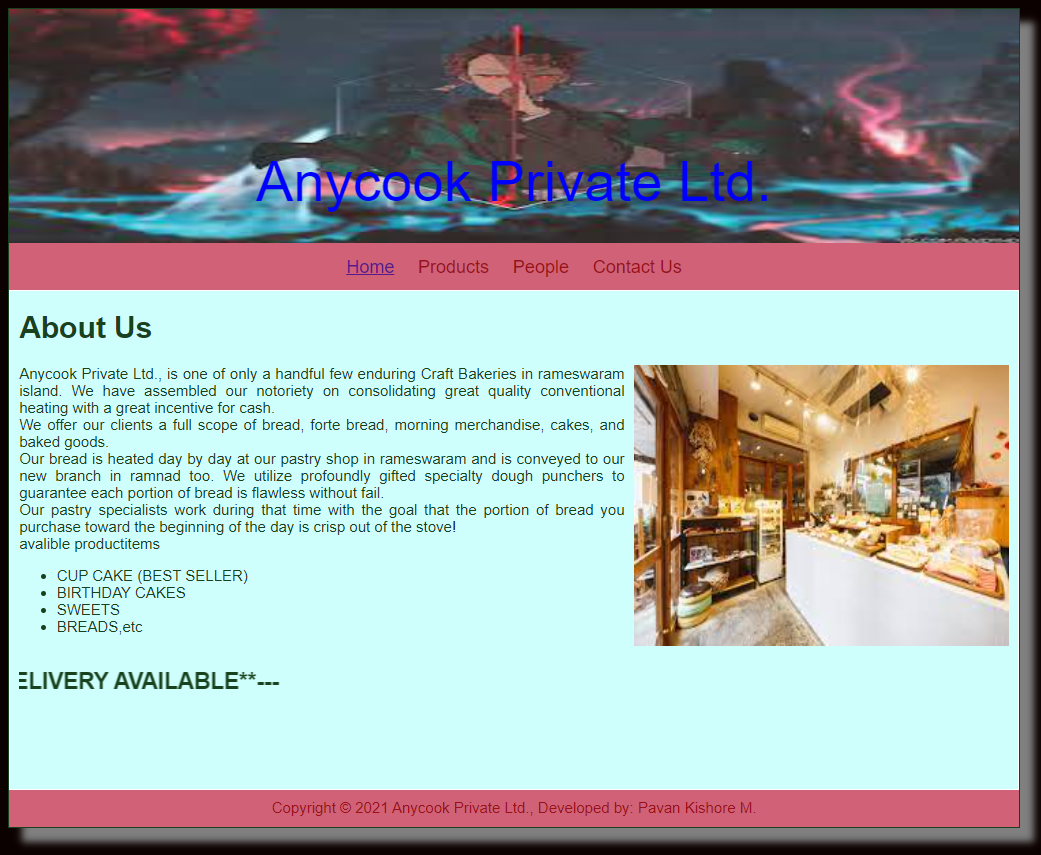 Anycook Private Ltd.
Home Products People Contact Us
About Us
Anycook Private Ltd., is one of only a handful few enduring Craft Bakeries in rameswaram
island. We have assembled our notoriety on consolidating great quality conventional
heating with a great incentive for cash.
We offer our clients a full scope of bread, forte bread, morning merchandise, cakes, and
baked goods.
Our bread is heated day by day at our pastry shop in rameswaram and is conveyed to our
new branch in ramnad too. We utilize profoundly gifted specialty dough punchers to
guarantee each portion of bread is flawless without fail.
Our pastry specialists work during that time with the goal that the portion of bread you
purchase toward the beginning of the day is crisp out of the stove!
avalible productitems
• CUP CAKE (BEST SELLER)
• BIRTHDAY CAKES
• SWEETS
• BREADS,etc
ELIVERY AVAILABLE**---
Copyright © 2021 Anycook Private Ltd., Developed by: Pavan Kishore M.